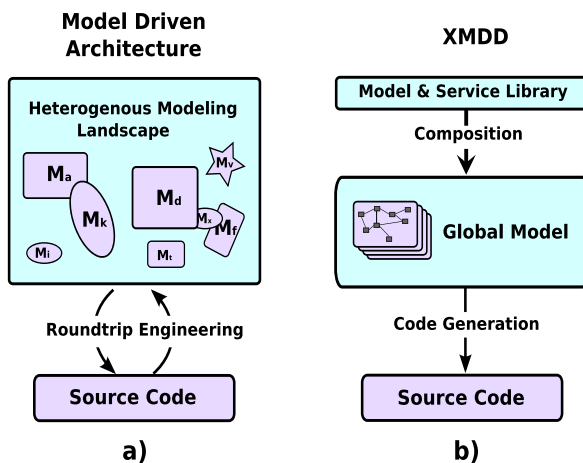 Model Driven
Architecture
Heterogenous Modeling
Landscape
Ma
Mk
Mi
Md
Mv
Mx
Mf
Mt
Roundtrip Engineering
Source Code
a)
XMDD
Model & Service Library
Composition
Global Model
Code Generation
Source Code
b)